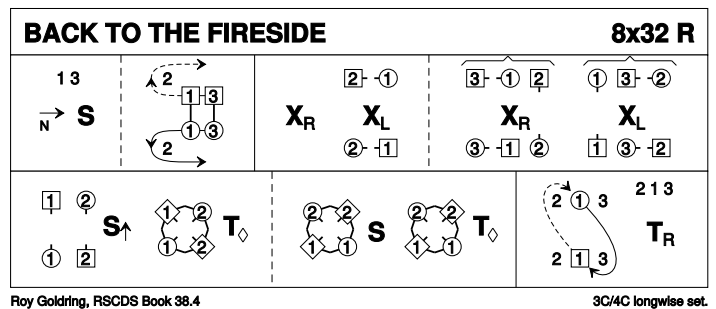 BACK TO THE FIRESIDE 8x32 R
1 3
N S
2
1 3
1 3
2
2 1
XR XL
2 1
3 1 2 1 3 2
XR XL
3 1 2 1 3 2
1 2 S 1 2 T
1 2 1 2
2 2 S 2 2 T
1 1 1 1
2 1 3 2 1 3
TR
2 1 3
Roy Goldring, RSCDS Book 38.4 3C/4C longwise set.